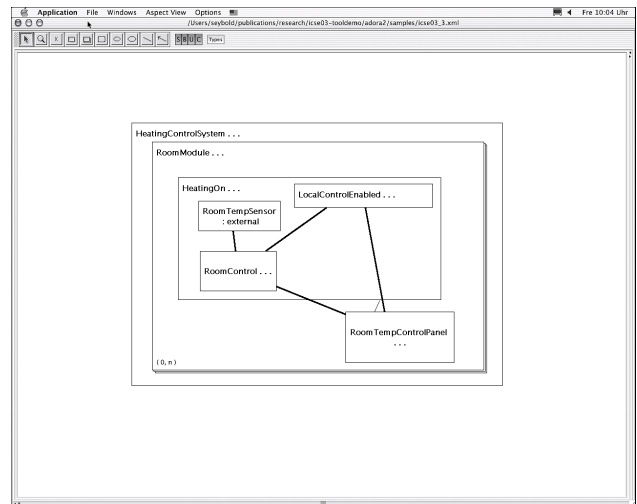 Application File Windows Aspect View Options Fre 10:04 Uhr
/Users/seybold/publications/research/icse03-tooldemo/adora2/samples/icse03_3.xml
S B U C Types
HeatingControlSystem . . .
RoomModule . . .
HeatingOn . . .
LocalControlEnabled . . .
RoomTempSensor
: external
RoomControl . . .
RoomTempControlPanel
. . .
( 0, n )